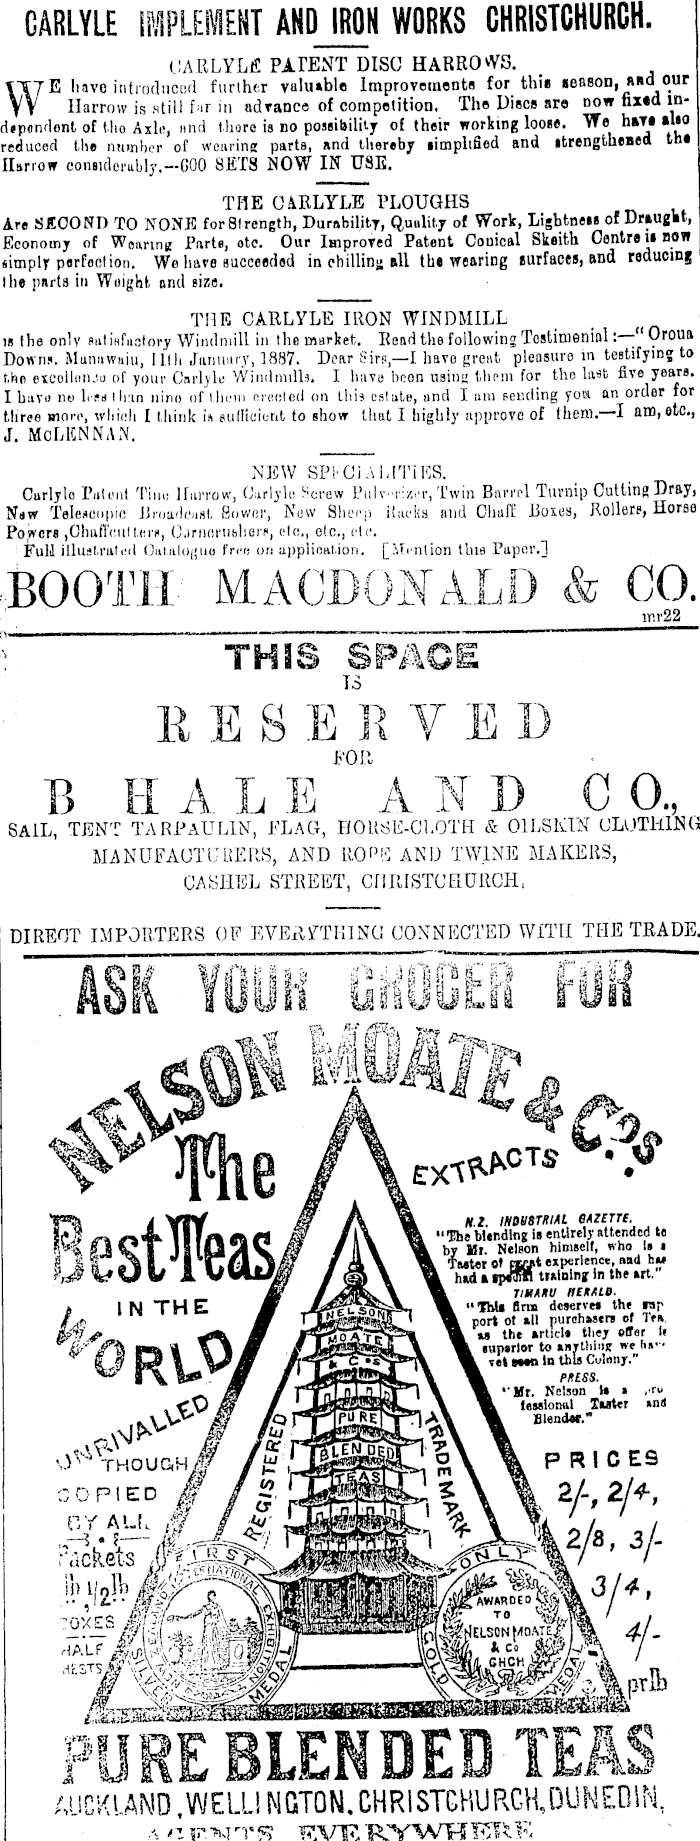 CARLYLE IMPLEMENT AND IRON WORKS CHRISTCHURCH.
CARLYLE PATENT DISC HARROWS.
WE have introduced further valuable Improvements for this season, and our
Harrow is still far in advance of competition. The Discs are now fixed in-
dependent of the Axle, and there is no possibility of their working loose. We have also
reduced the number of wearing parts, and thereby simplified and strengthened the
Harrow considerably.--600 SETS NOW IN USE.
THE CARLYLE PLOUGHS
Are SECOND TO NONE for Strength, Durability, Quality of Work, Lightness of Draught,
Economy of Wearing Parts, etc. Our Improved Patent Conical Skeith Centre is now
simply perfection. We have succeeded in chilling all the wearing surfaces, and reducing
the parts in Weight and size.
THE CARLYLE IRON WINDMILL
is the only satisfactory Windmill in the market. Read the following Testimonial:—"Oroua
Downs. Manawatu, 11th January, 1887. Dear Sirs,—I have great pleasure in testifying to
the excellence of your Carlyle Windmills. I have been using them for the last five years.
I have no less than nine of them erected on this estate, and I am sending you an order for
three more, which I think is sufficient to show that I highly approve of them.—I am, etc.,
J. McLENNAN.
NEW SPECIALITIES.
Carlyle Patent Tine Harrow, Carlyle Screw Pulverizer, Twin Barrel Turnip Cutting Dray,
New Telescopic Broadcast Sower, New Sheep Racks and Chaff Boxes, Rollers, Horse
Powers ,Chaffcutters, Corncrushers, etc., etc., etc.
Full illustrated Catalogue free on application. [Mention this Paper.]
BOOTH MACDONALD & CO.
mr22
THIS SPACE
IS
RESERVED
FOR
B HALE AND CO.,
SAIL, TENT TARPAULIN, FLAG, HORSE-CLOTH & OILSKIN CLOTHING
MANUFACTURERS, AND ROPE AND TWINE MAKERS,
CASHEL STREET, CHRISTCHURCH,
DIRECT IMPORTERS OF EVERYTHING CONNECTED WITH THE TRADE.
ASK YOUR GROCER FOR
NELSON MOATE & Co's.
The
Best Teas
IN THE
WORLD
UNRIVALLED
THOUGH
COPIED
BY ALL
Packets
lb 1/2 lb
BOXES
HALF
CHESTS
EXTRACTS
N.Z. INDUSTRIAL GAZETTE.
"The blending is entirely attended to
by Mr. Nelson himself, who is a
Taster of great experience, and has
had a special training in the art."
TIMARU HERALD.
"This firm deserves the sup
port of all purchasers of Tea,
as the article they offer is
superior to anything we have
yet seen in this Colony."
PRESS.
"Mr. Nelson is a pro
fessional Taster and
Blender."
PRICES
2/-, 2/4,
2/8, 3/-
3/4,
4/-
pr lb
NELSON
MOATE
& Co's
PURE
BLENDED
TEAS
REGISTERED
TRADEMARK
FIRST
SILVER MEDAL
NEW ZEALAND INTERNATIONAL EXHIBITION
ONLY
GOLD MEDAL
AWARDED
TO
NELSON MOATE
& Co
CHCH
PURE BLENDED TEAS
AUCKLAND, WELLINGTON, CHRISTCHURCH, DUNEDIN,
AGENTS EVERYWHERE